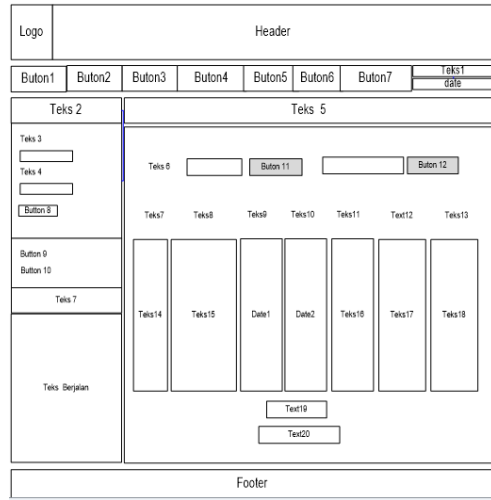 Logo
Header
Buton1 Buton2 Buton3 Buton4 Buton5 Buton6 Buton7 Teks1
date
Teks 2 Teks 5
Teks 3
Teks 4
Button 8
Teks 6 Buton 11 Buton 12
Teks7 Teks8 Teks9 Teks10 Teks11 Text12 Teks13
Button 9
Button 10
Teks 7
Teks14 Teks15 Date1 Date2 Teks16 Teks17 Teks18
Teks Berjalan
Text19
Text20
Footer